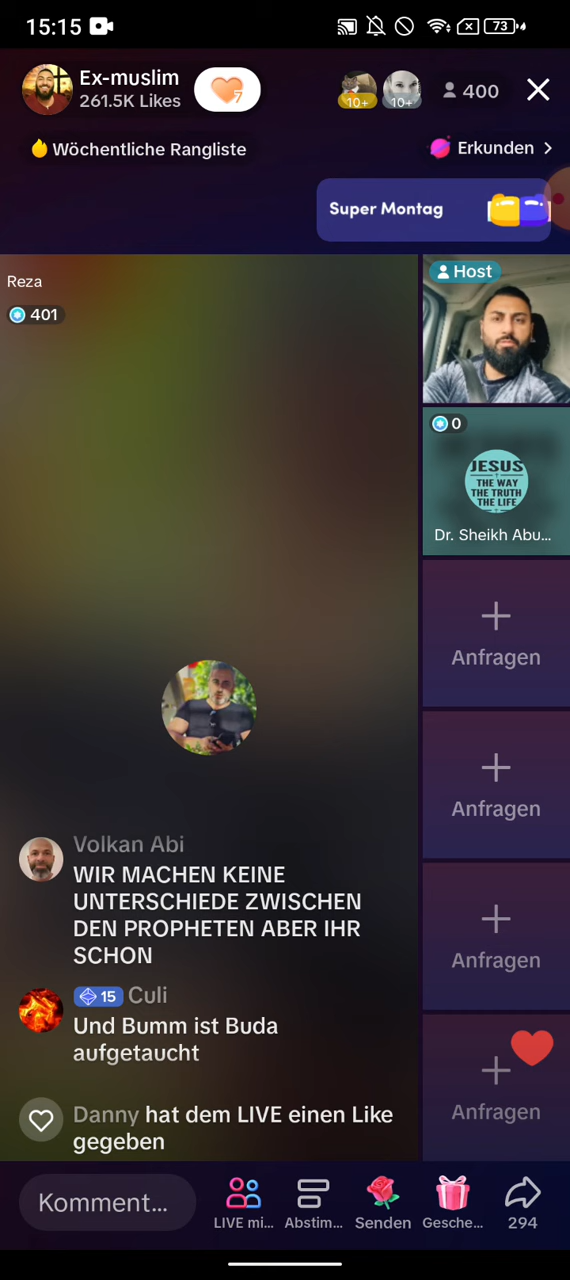 15:15
73
Ex-muslim
261.5K Likes
7
10+
10+
400
Wöchentliche Rangliste
Erkunden
Super Montag
Reza
401
Host
0
JESUS
THE WAY
THE TRUTH
THE LIFE
Dr. Sheikh Abu...
Anfragen
Anfragen
Anfragen
Anfragen
Volkan Abi
WIR MACHEN KEINE
UNTERSCHIEDE ZWISCHEN
DEN PROPHETEN ABER IHR
SCHON
15 Culi
Und Bumm ist Buda
aufgetaucht
Danny hat dem LIVE einen Like
gegeben
Komment...
LIVE mi...
Abstim...
Senden
Gesche...
294